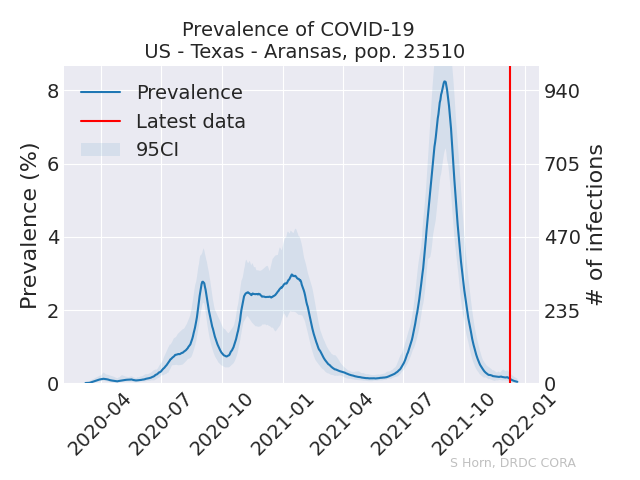 Prevalence of COVID-19
US - Texas - Aransas, pop. 23510
Prevalence
Latest data
95CI
Prevalence (%)
8
6
4
2
0
# of infections
940
705
470
235
0
2020-04
2020-07
2020-10
2021-01
2021-04
2021-07
2021-10
2022-01
S Horn, DRDC CORA